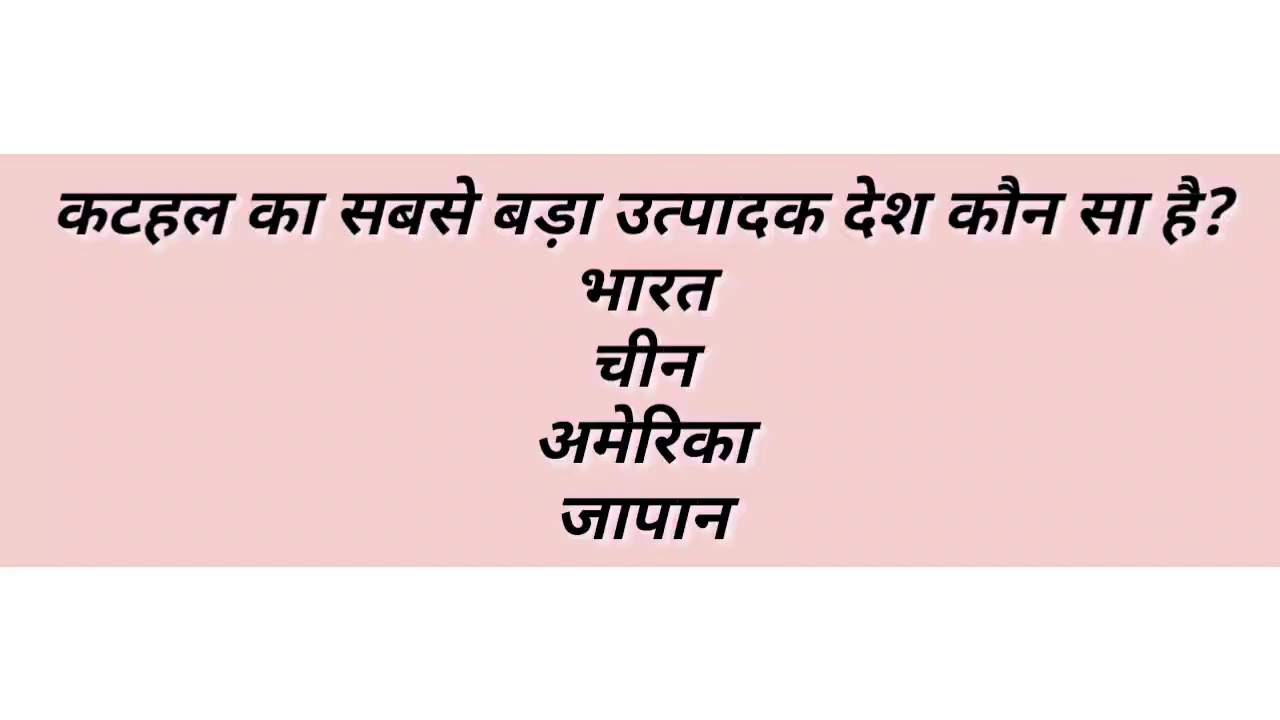 कटहल का सबसे बड़ा उत्पादक देश कौन सा है?
भारत
चीन
अमेरिका
जापान